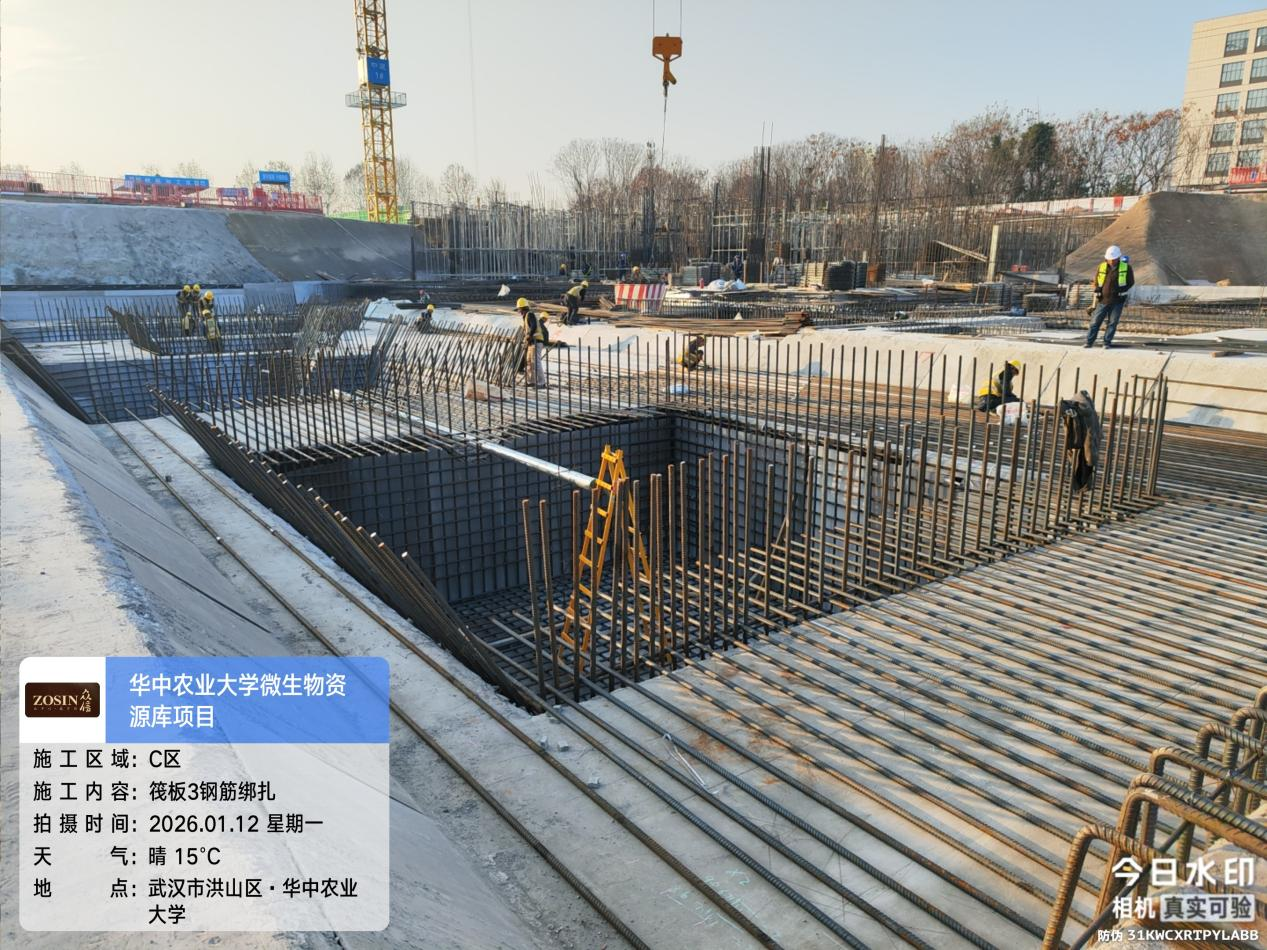 ZOSIN 众信
华中农业大学微生物资
源库项目
施工区域：C区
施工内容：筏板3钢筋绑扎
拍摄时间：2026.01.12 星期一
天气：晴 15℃
地点：武汉市洪山区·华中农业
大学
今日水印
相机 真实可验
防伪 31KWCXRTPYLABB